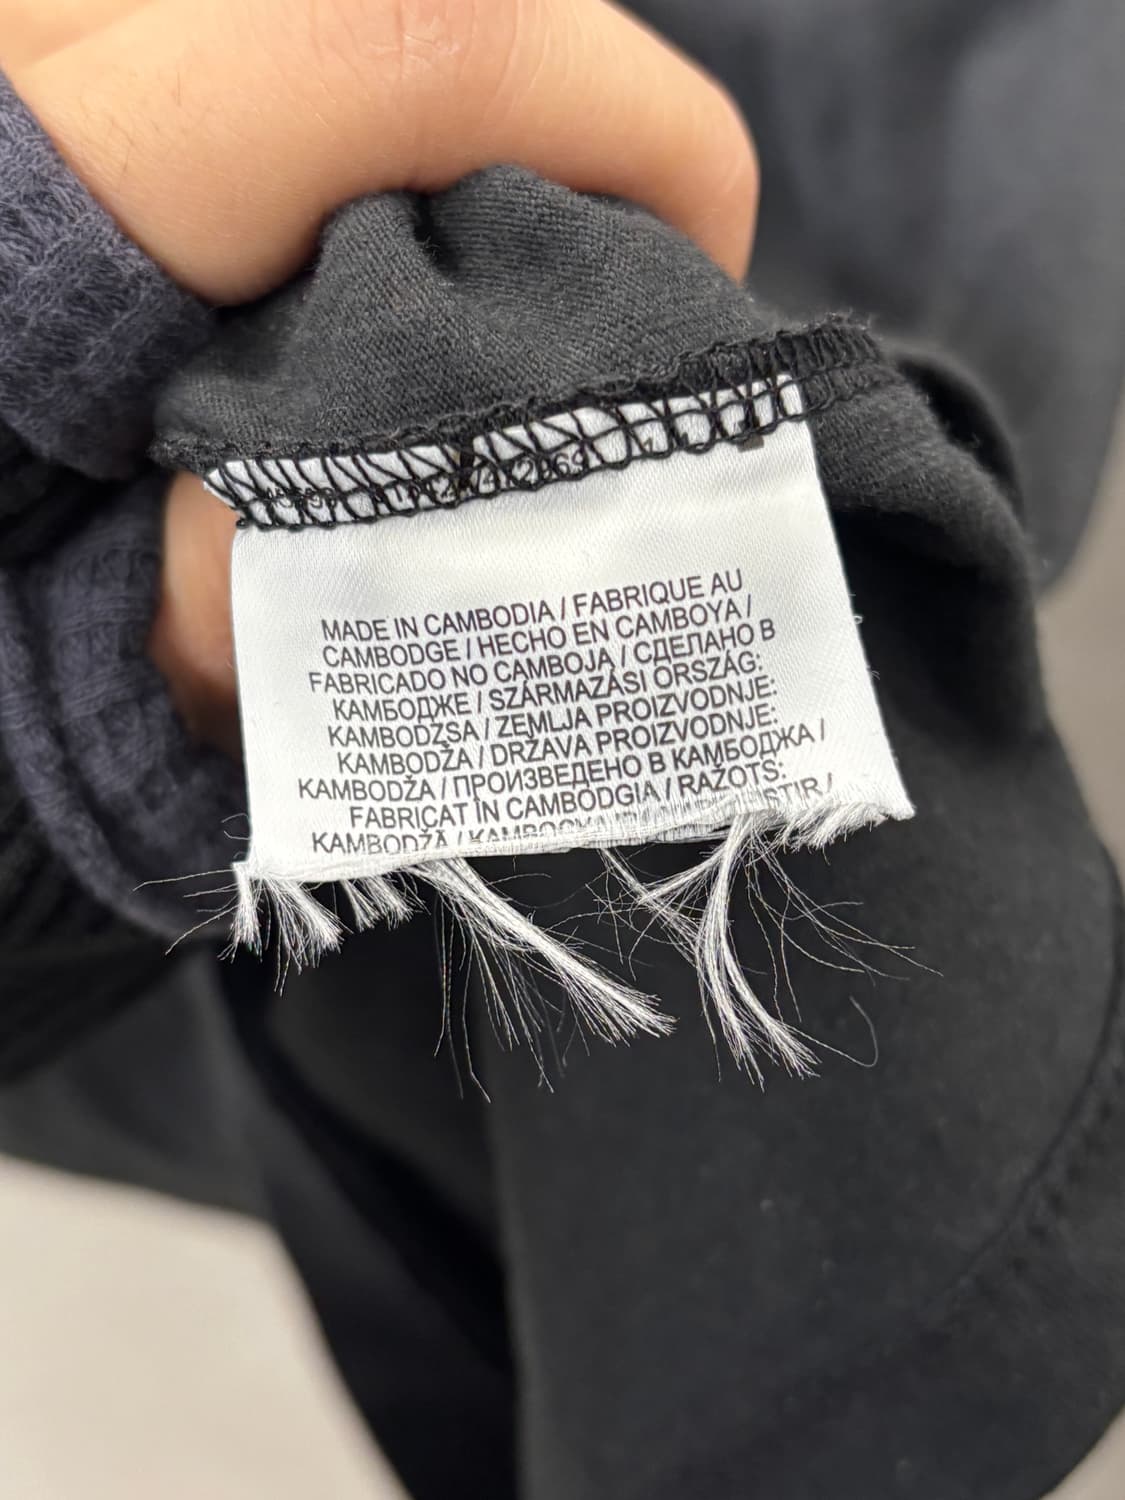 MADE IN CAMBODIA / FABRIQUE AU
CAMBODGE / HECHO EN CAMBOYA /
FABRICADO NO CAMBOJA / СДЕЛАНО В
КАМБОДЖЕ / SZÁRMAZÁSI ORSZÁG:
KAMBODZSA / ZEMLJA PROIZVODNJE:
KAMBODŽA / DRŽAVA PROIZVODNJE:
KAMBODŽA / ПРОИЗВЕДЕНО В КАМБОДЖА /
FABRICAT ÎN CAMBODGIA / RAŽOTS:
KAMBODŽĀ /